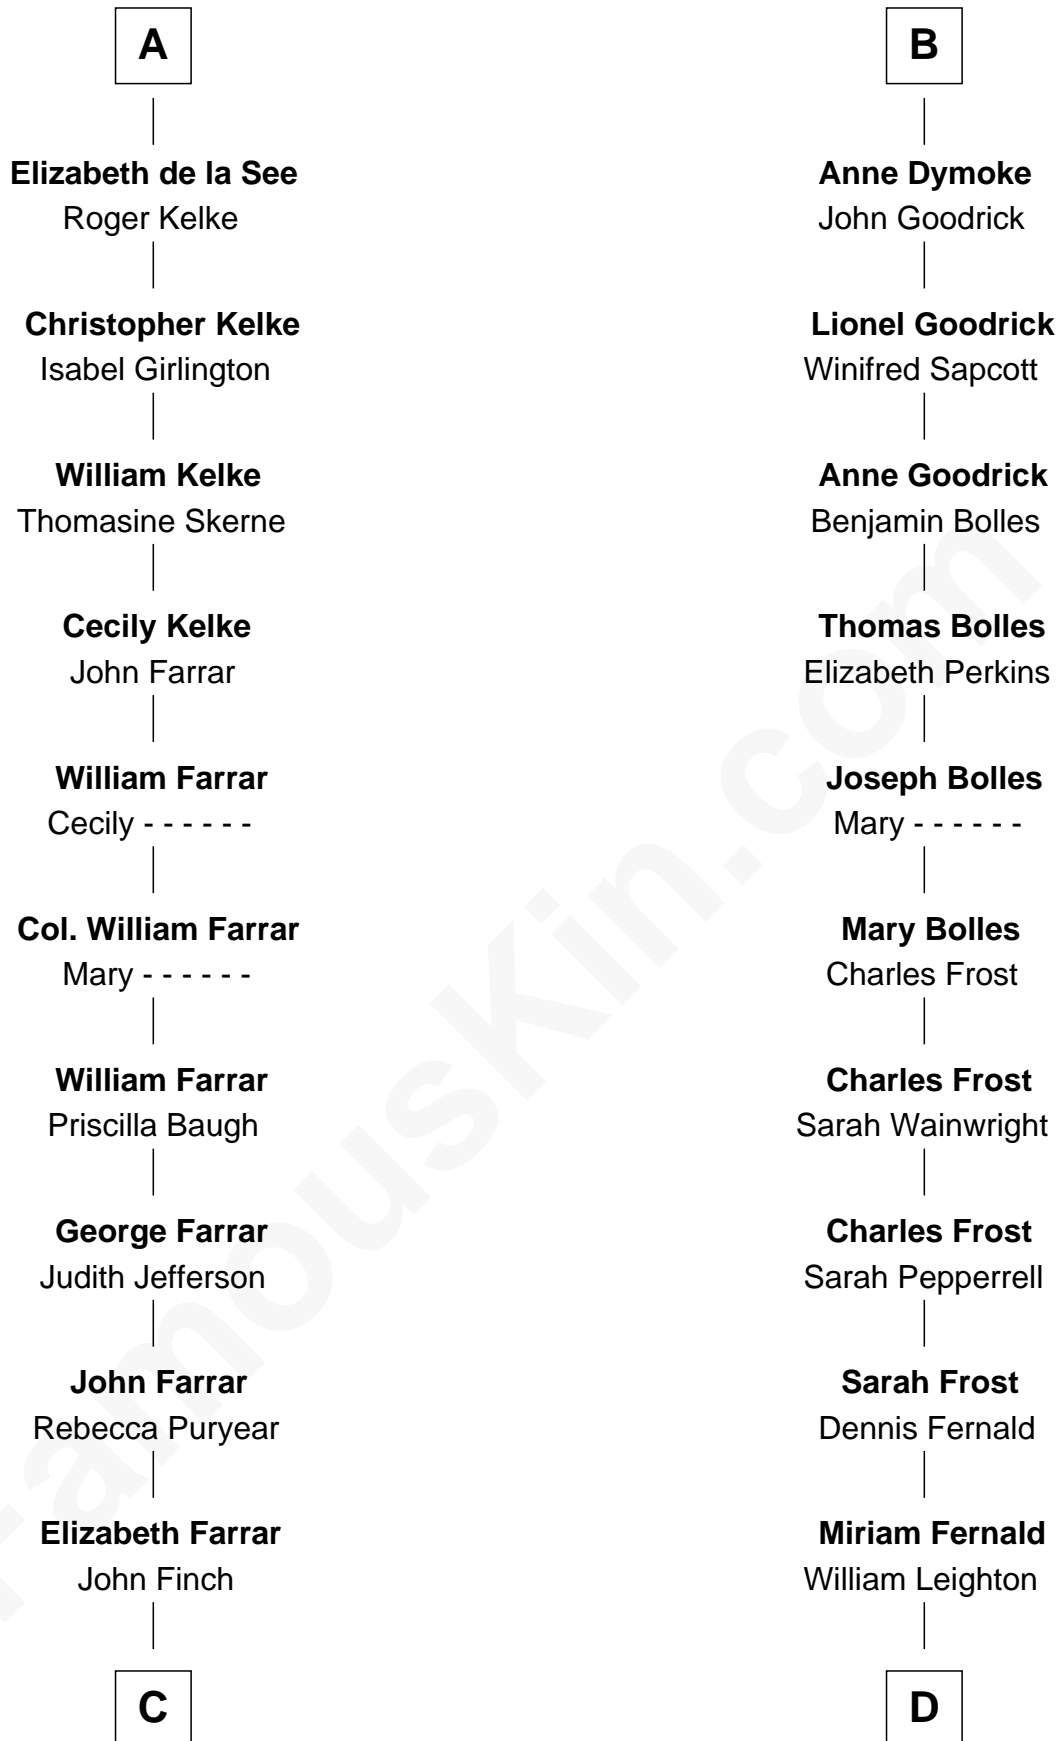 A
Elizabeth de la See
Roger Kelke
Christopher Kelke
Isabel Girlington
William Kelke
Thomasine Skerne
Cecily Kelke
John Farrar
William Farrar
Cecily - - - - - -
Col. William Farrar
Mary - - - - - -
William Farrar
Priscilla Baugh
George Farrar
Judith Jefferson
John Farrar
Rebecca Puryear
Elizabeth Farrar
John Finch
C
B
Anne Dymoke
John Goodrick
Lionel Goodrick
Winifred Sapcott
Anne Goodrick
Benjamin Bolles
Thomas Bolles
Elizabeth Perkins
Joseph Bolles
Mary - - - - - -
Mary Bolles
Charles Frost
Charles Frost
Sarah Wainwright
Charles Frost
Sarah Pepperrell
Sarah Frost
Dennis Fernald
Miriam Fernald
William Leighton
D
FamousKin.com